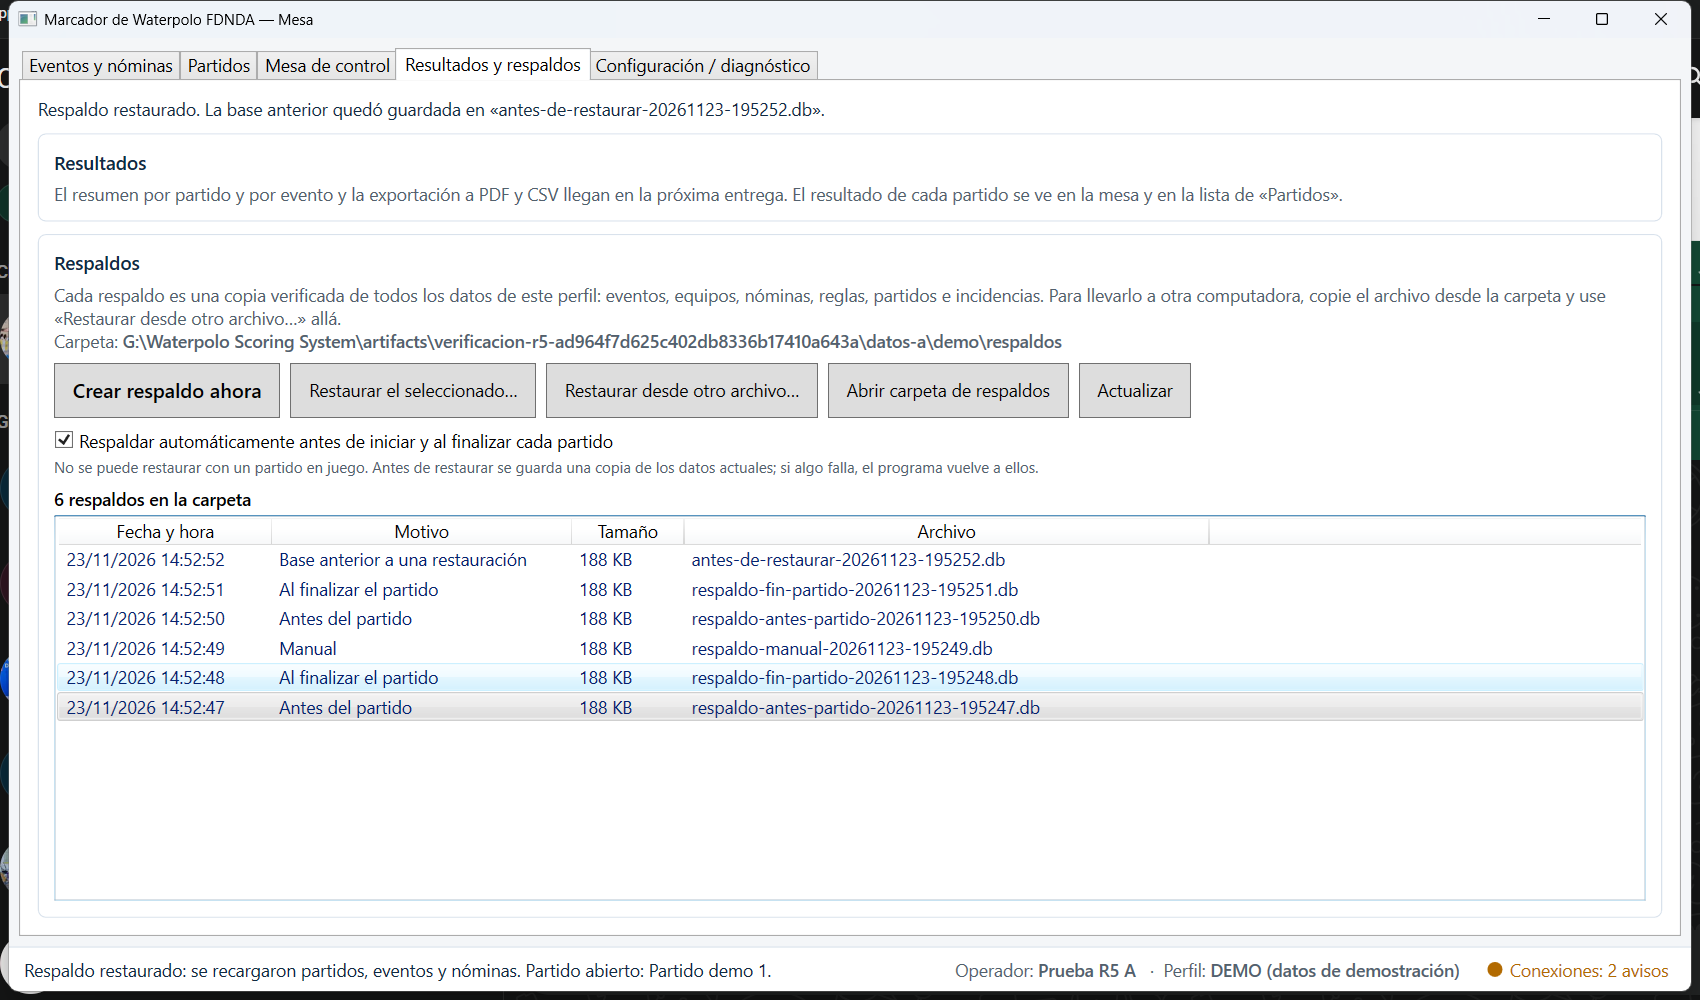 Marcador de Waterpolo FDNDA — Mesa
Eventos y nóminas
Partidos
Mesa de control
Resultados y respaldos
Configuración / diagnóstico
Respaldo restaurado. La base anterior quedó guardada en «antes-de-restaurar-20261123-195252.db».
Resultados
El resumen por partido y por evento y la exportación a PDF y CSV llegan en la próxima entrega. El resultado de cada partido se ve en la mesa y en la lista de «Partidos».
Respaldos
Cada respaldo es una copia verificada de todos los datos de este perfil: eventos, equipos, nóminas, reglas, partidos e incidencias. Para llevarlo a otra computadora, copie el archivo desde la carpeta y use
«Restaurar desde otro archivo...» allá.
Carpeta: G:\Waterpolo Scoring System\artifacts\verificacion-r5-ad964f7d625c402db8336b17410a643a\datos-a\demo\respaldos
Crear respaldo ahora
Restaurar el seleccionado...
Restaurar desde otro archivo...
Abrir carpeta de respaldos
Actualizar
Respaldar automáticamente antes de iniciar y al finalizar cada partido
No se puede restaurar con un partido en juego. Antes de restaurar se guarda una copia de los datos actuales; si algo falla, el programa vuelve a ellos.
6 respaldos en la carpeta
Fecha y hora Motivo Tamaño Archivo
23/11/2026 14:52:52 Base anterior a una restauración 188 KB antes-de-restaurar-20261123-195252.db
23/11/2026 14:52:51 Al finalizar el partido 188 KB respaldo-fin-partido-20261123-195251.db
23/11/2026 14:52:50 Antes del partido 188 KB respaldo-antes-partido-20261123-195250.db
23/11/2026 14:52:49 Manual 188 KB respaldo-manual-20261123-195249.db
23/11/2026 14:52:48 Al finalizar el partido 188 KB respaldo-fin-partido-20261123-195248.db
23/11/2026 14:52:47 Antes del partido 188 KB respaldo-antes-partido-20261123-195247.db
Respaldo restaurado: se recargaron partidos, eventos y nóminas. Partido abierto: Partido demo 1.
Operador: Prueba R5 A · Perfil: DEMO (datos de demostración)
Conexiones: 2 avisos